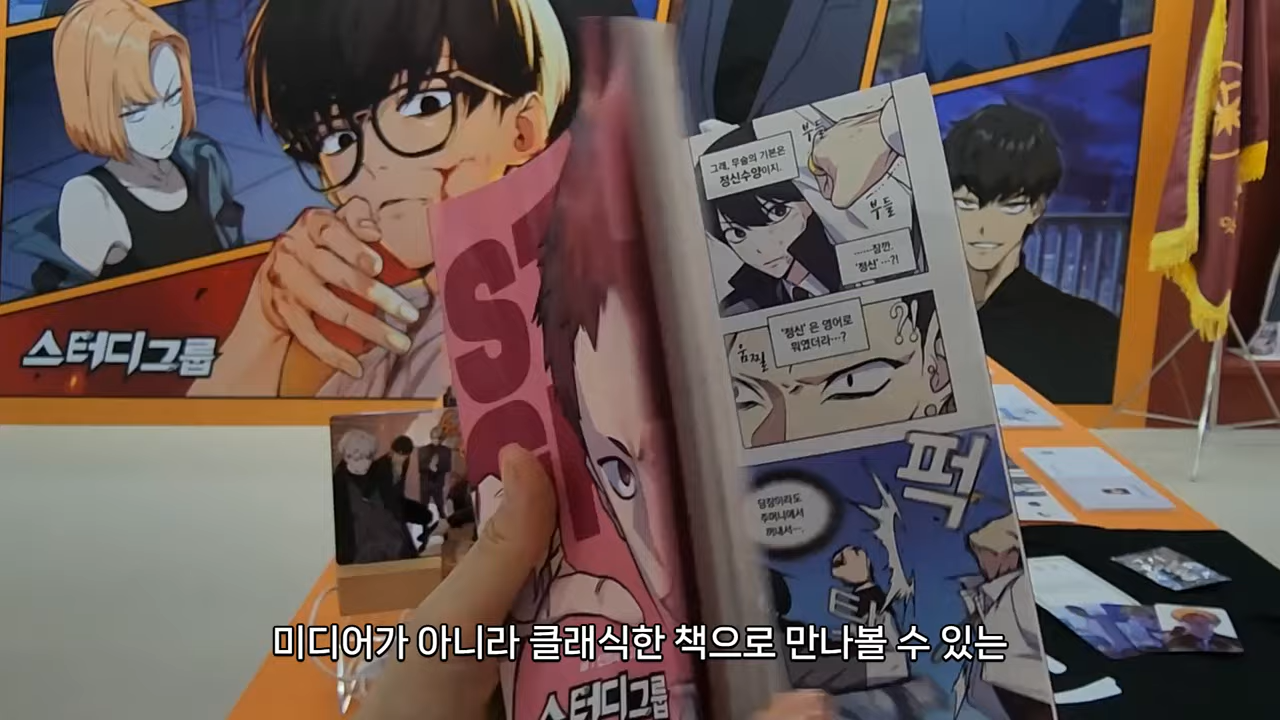 스터디그룹
ST
부들
그래, 무술의 기본은
정신수양이지.
부들
……잠깐.
'정신'…?!
'정신'은 영어로
뭐였더라…?
움찔
퍽
당장이라도
주머니에서
꺼내서…
스터디그룹
미디어가 아니라 클래식한 책으로 만나볼 수 있는